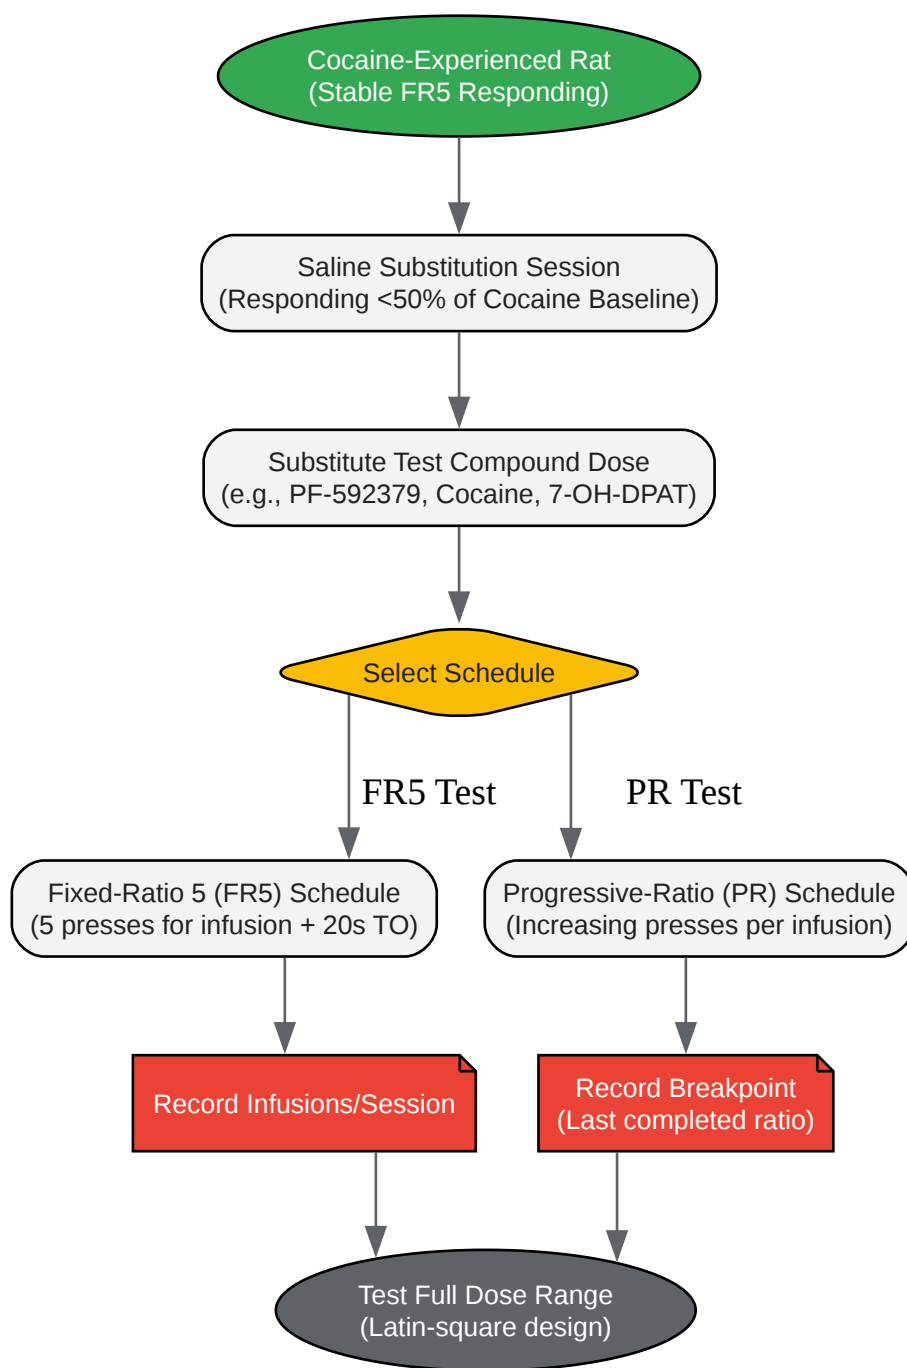 Cocaine-Experienced Rat
(Stable FR5 Responding)
Saline Substitution Session
(Responding <50% of Cocaine Baseline)
Substitute Test Compound Dose
(e.g., PF-592379, Cocaine, 7-OH-DPAT)
Select Schedule
FR5 Test
PR Test
Fixed-Ratio 5 (FR5) Schedule
(5 presses for infusion + 20s TO)
Progressive-Ratio (PR) Schedule
(Increasing presses per infusion)
Record Infusions/Session
Record Breakpoint
(Last completed ratio)
Test Full Dose Range
(Latin-square design)